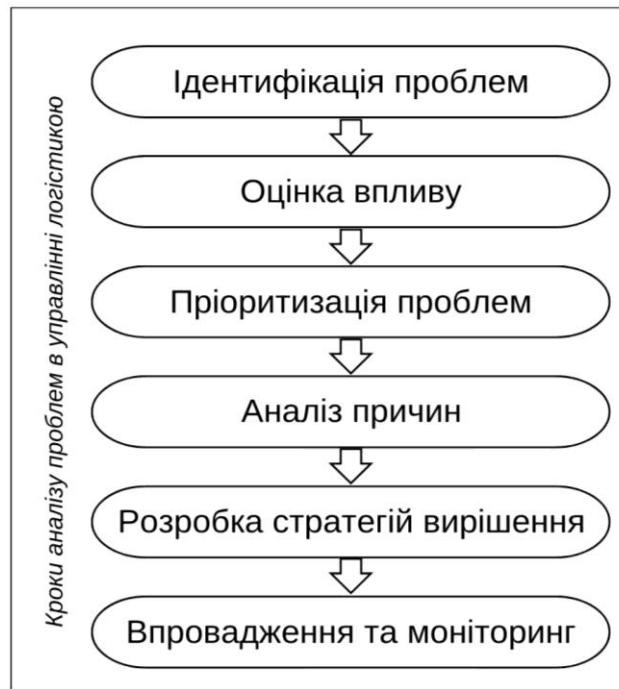 Кроки аналізу проблем в управлінні логістикою
Ідентифікація проблем
Оцінка впливу
Пріоритизація проблем
Аналіз причин
Розробка стратегій вирішення
Впровадження та моніторинг